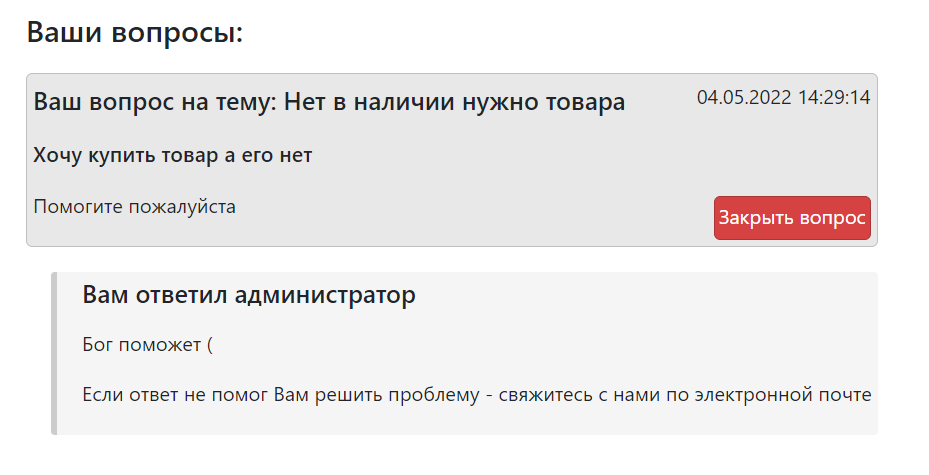 Ваши вопросы:
Ваш вопрос на тему: Нет в наличии нужно товара
04.05.2022 14:29:14
Хочу купить товар а его нет
Помогите пожалуйста
Закрыть вопрос
Вам ответил администратор
Бог поможет (
Если ответ не помог Вам решить проблему - свяжитесь с нами по электронной почте